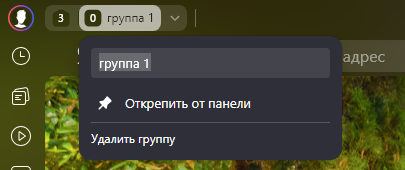 3 0 группа 1
группа 1
адрес
Открепить от панели
Удалить группу